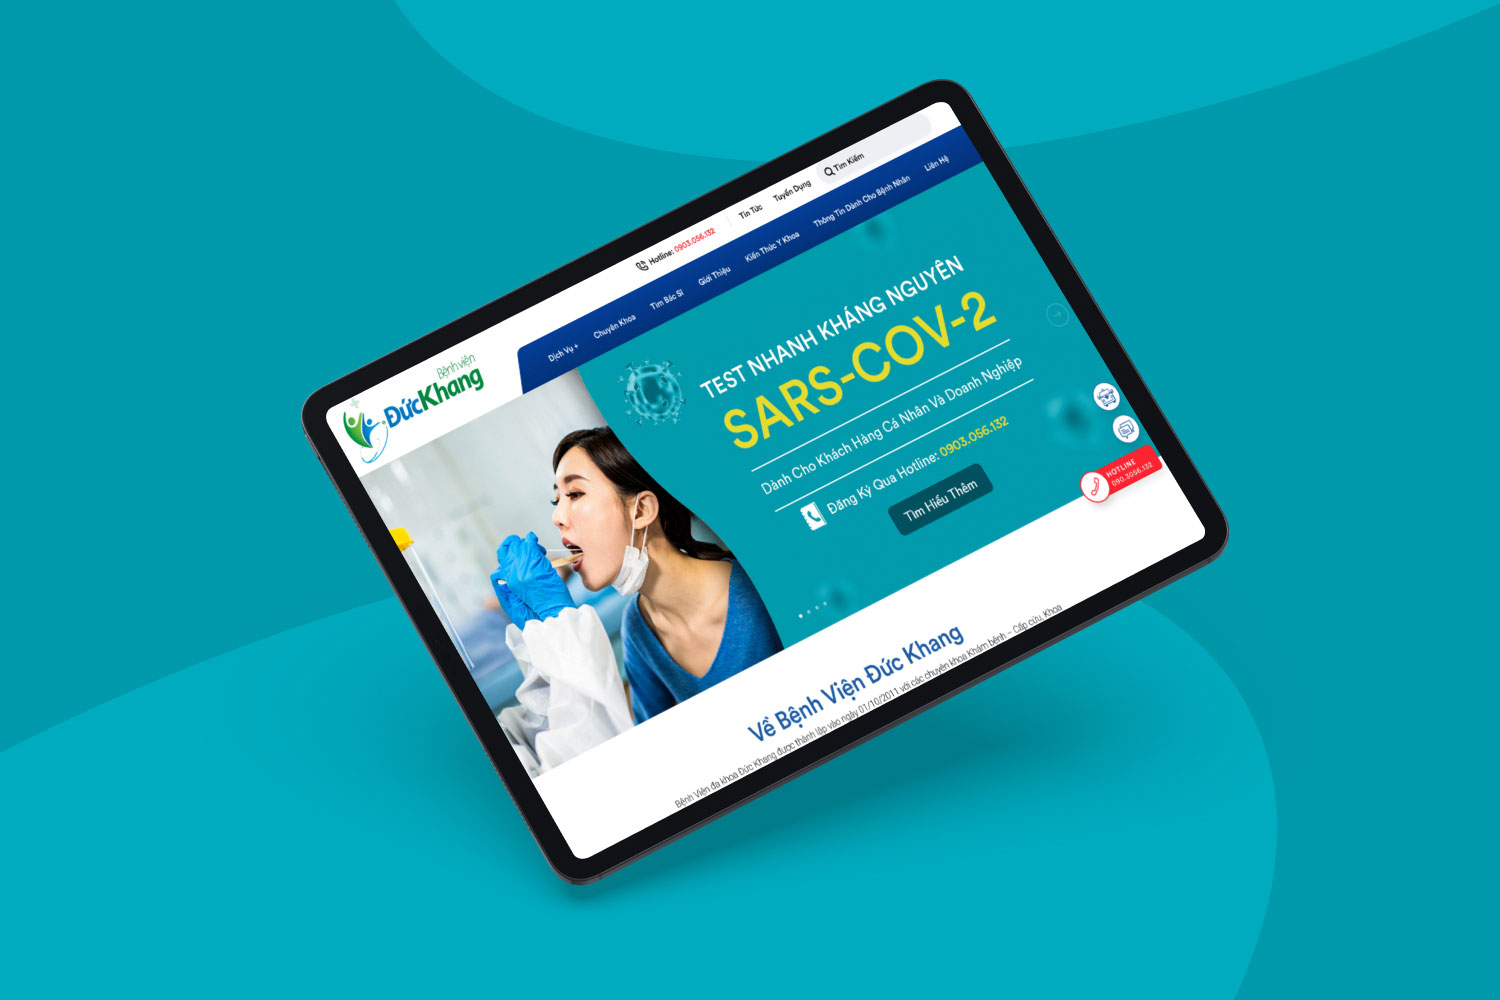 Hotline: 0903.056.132
Tin Tức
Tuyển Dụng
Tìm Kiếm
Bệnh viện
ĐứcKhang
Dịch Vụ +
Chuyên Khoa
Tìm Bác Sĩ
Giới Thiệu
Kiến Thức Y Khoa
Thông Tin Dành Cho Bệnh Nhân
Liên Hệ
TEST NHANH KHÁNG NGUYÊN
SARS-COV-2
Dành Cho Khách Hàng Cá Nhân Và Doanh Nghiệp
Đăng Ký Qua Hotline: 0903.056.132
Tìm Hiểu Thêm
HOTLINE
090.3056.132
Về Bệnh Viện Đức Khang
Bệnh Viện đa khoa Đức Khang được thành lập vào ngày 01/10/2011 với các chuyên khoa Khám bệnh – Cấp cứu, Khoa